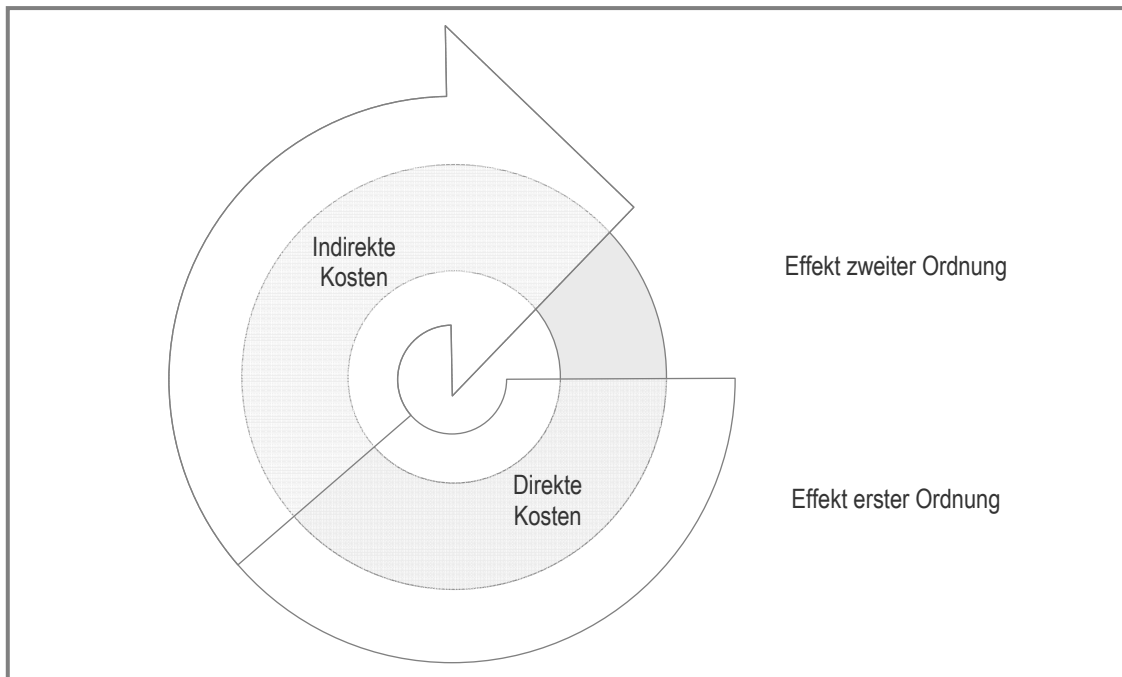 Indirekte
Kosten
Effekt zweiter Ordnung
Direkte
Kosten
Effekt erster Ordnung